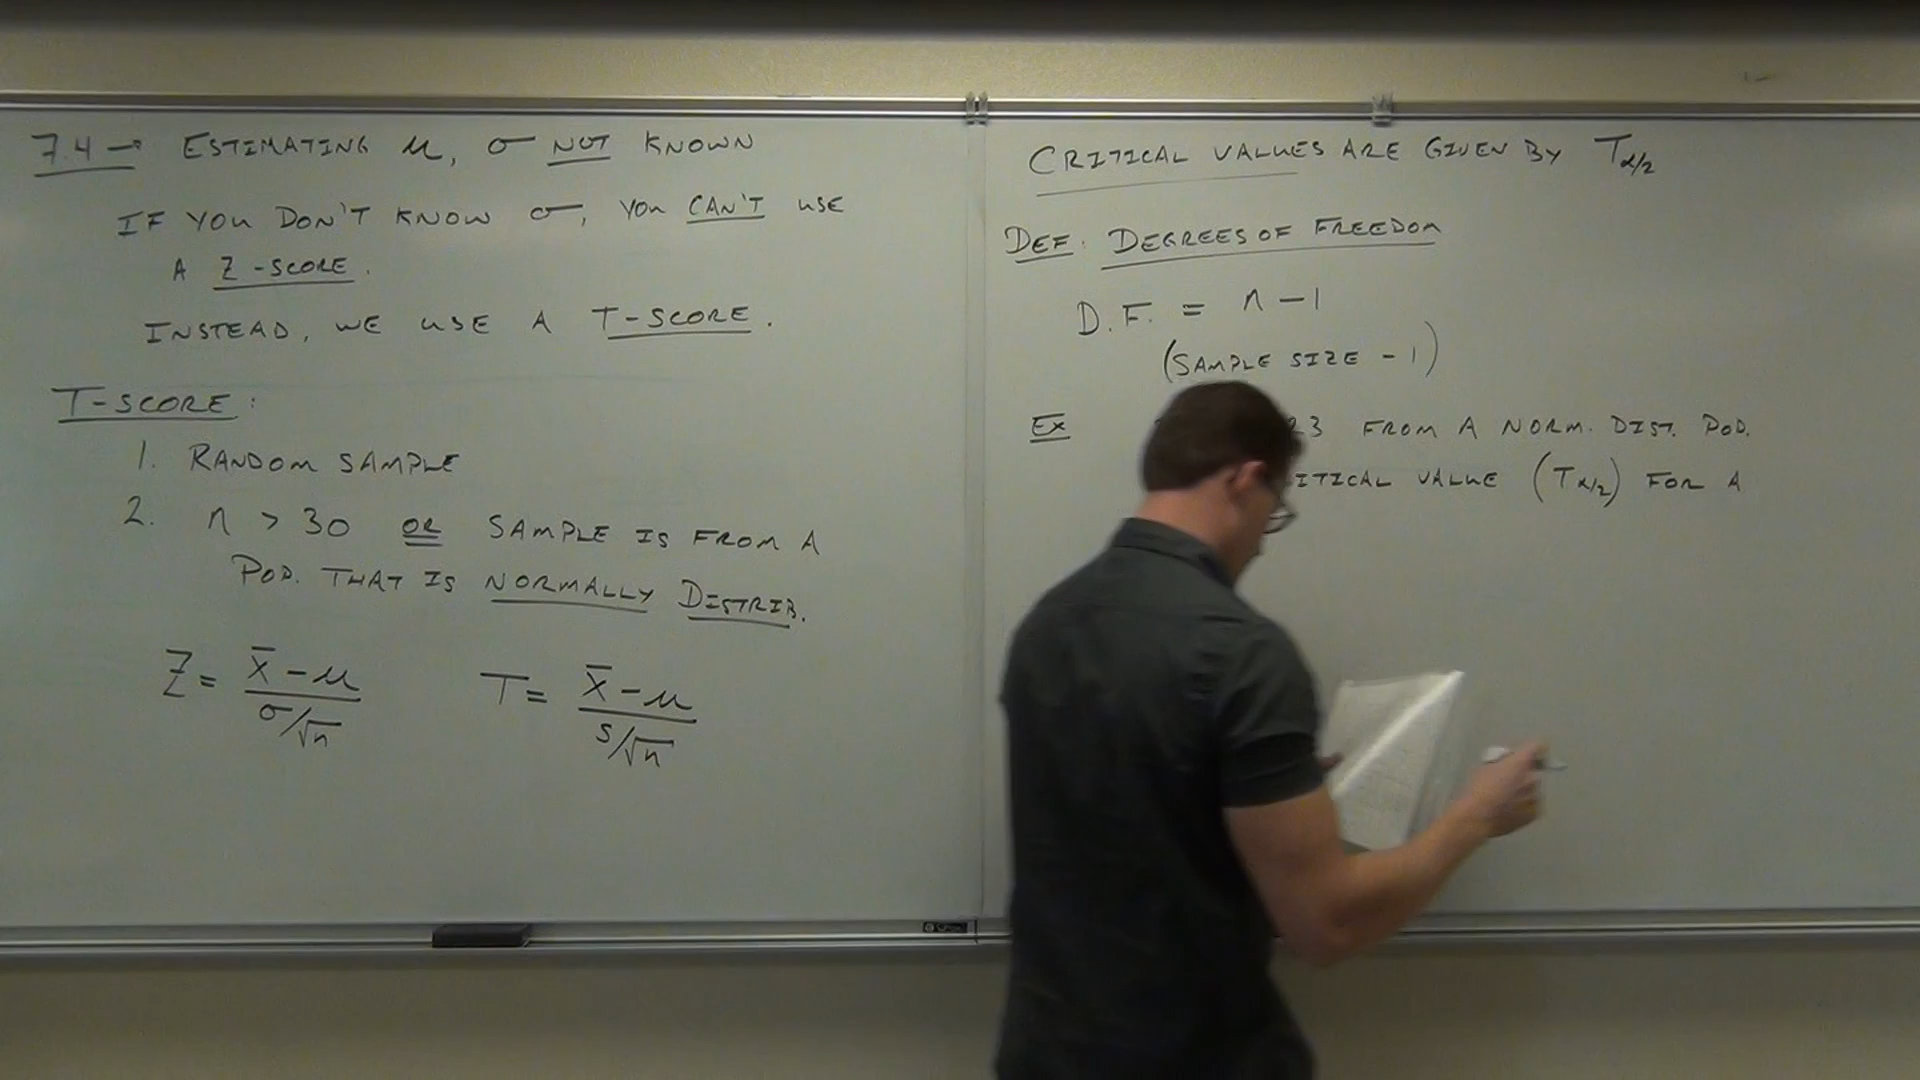 7.4 → ESTIMATING μ, σ NOT KNOWN
IF YOU DON'T KNOW σ, YOU CAN'T USE
A Z-SCORE.
INSTEAD, WE USE A T-SCORE.
T-SCORE:
1. RANDOM SAMPLE
2. n > 30 OR SAMPLE IS FROM A
POP. THAT IS NORMALLY DISTRIB.
Z = x̄ - μ / σ/√n T = x̄ - μ / s/√n
CRITICAL VALUES ARE GIVEN BY Tα/2
DEF: DEGREES OF FREEDOM
D.F. = n - 1
(SAMPLE SIZE - 1)
Ex 23 FROM A NORM. DIST. POP.
ITICAL VALUE (Tα/2) FOR A